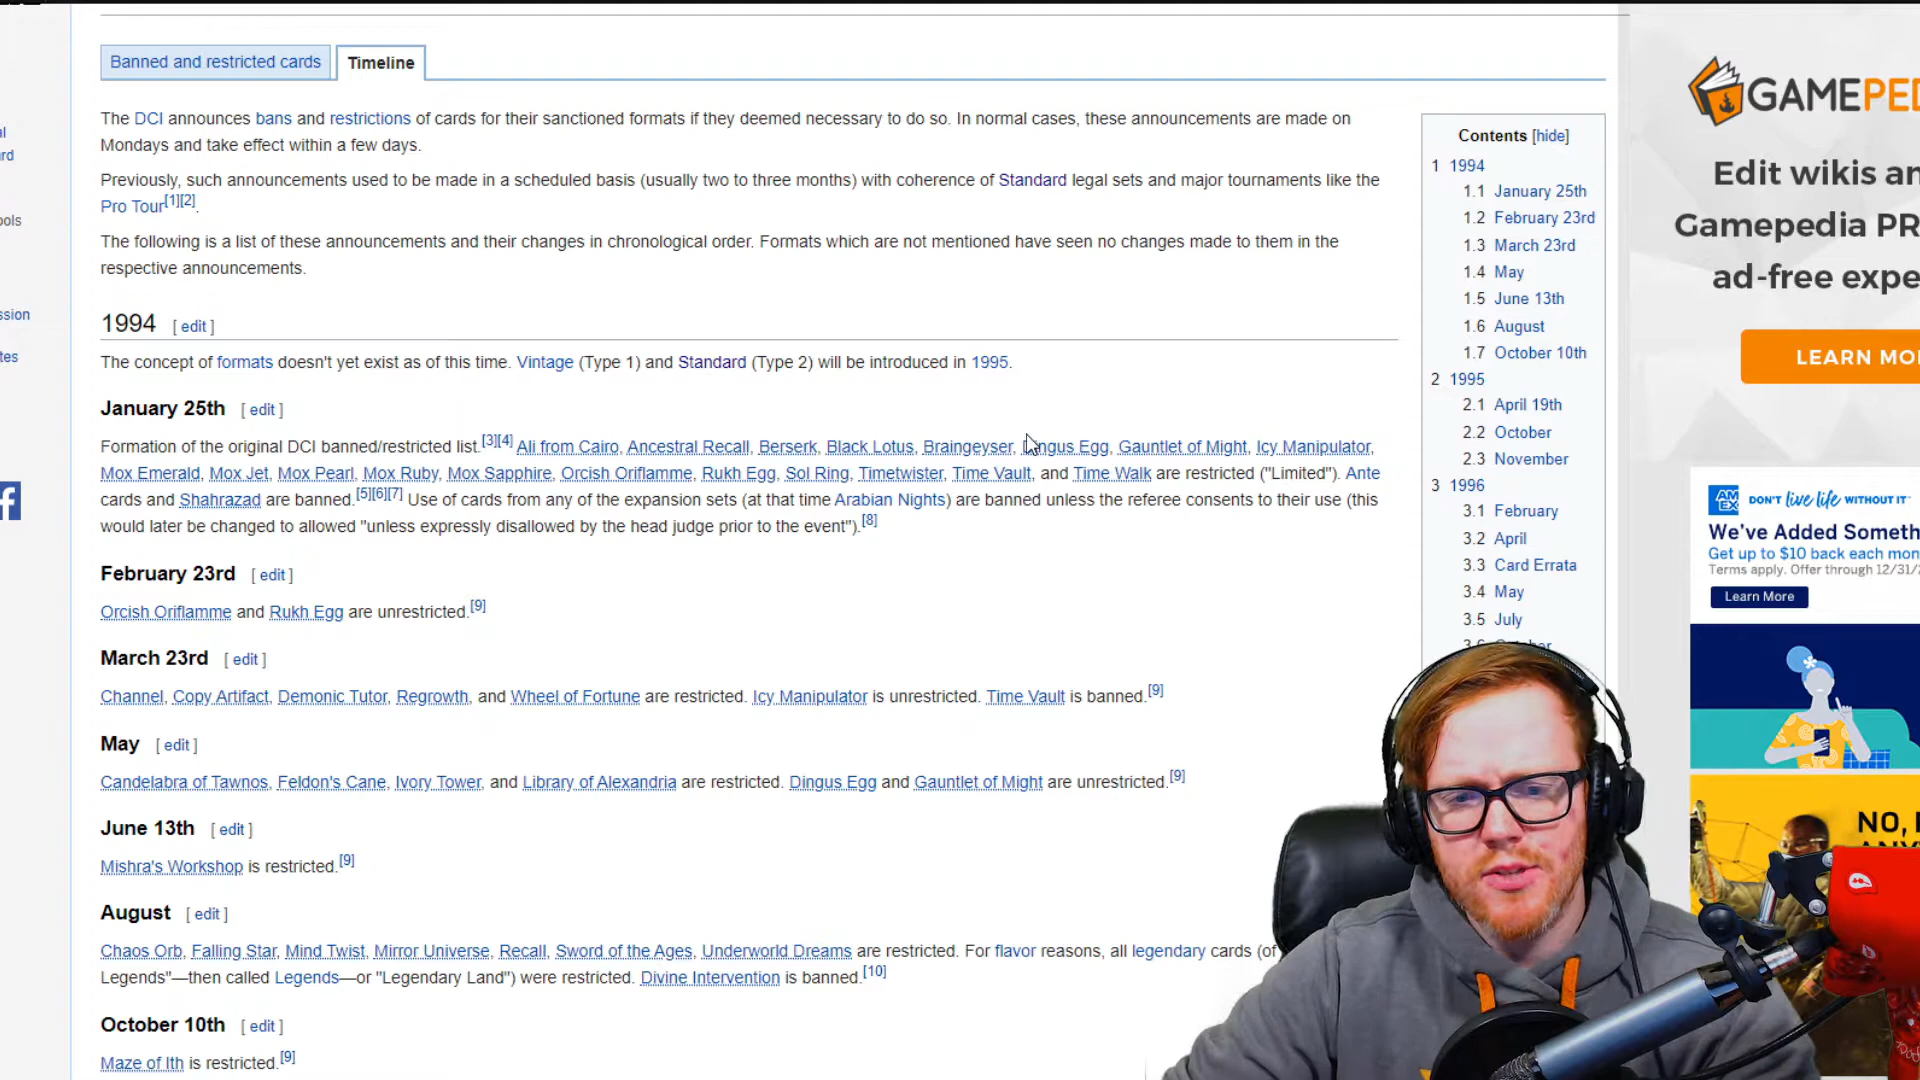 Banned and restricted cards
Timeline
The DCI announces bans and restrictions of cards for their sanctioned formats if they deemed necessary to do so. In normal cases, these announcements are made on
Mondays and take effect within a few days.
Previously, such announcements used to be made in a scheduled basis (usually two to three months) with coherence of Standard legal sets and major tournaments like the
Pro Tour[1][2].
The following is a list of these announcements and their changes in chronological order. Formats which are not mentioned have seen no changes made to them in the
respective announcements.
1994 [ edit ]
The concept of formats doesn't yet exist as of this time. Vintage (Type 1) and Standard (Type 2) will be introduced in 1995.
January 25th [ edit ]
Formation of the original DCI banned/restricted list.[3][4] Ali from Cairo, Ancestral Recall, Berserk, Black Lotus, Braingeyser, Dingus Egg, Gauntlet of Might, Icy Manipulator,
Mox Emerald, Mox Jet, Mox Pearl, Mox Ruby, Mox Sapphire, Orcish Oriflamme, Rukh Egg, Sol Ring, Timetwister, Time Vault, and Time Walk are restricted ("Limited"). Ante
cards and Shahrazad are banned.[5][6][7] Use of cards from any of the expansion sets (at that time Arabian Nights) are banned unless the referee consents to their use (this
would later be changed to allowed "unless expressly disallowed by the head judge prior to the event").[8]
February 23rd [ edit ]
Orcish Oriflamme and Rukh Egg are unrestricted.[9]
March 23rd [ edit ]
Channel, Copy Artifact, Demonic Tutor, Regrowth, and Wheel of Fortune are restricted. Icy Manipulator is unrestricted. Time Vault is banned.[9]
May [ edit ]
Candelabra of Tawnos, Feldon's Cane, Ivory Tower, and Library of Alexandria are restricted. Dingus Egg and Gauntlet of Might are unrestricted.[9]
June 13th [ edit ]
Mishra's Workshop is restricted.[9]
August [ edit ]
Chaos Orb, Falling Star, Mind Twist, Mirror Universe, Recall, Sword of the Ages, Underworld Dreams are restricted. For flavor reasons, all legendary cards (of
Legends"—then called Legends—or "Legendary Land") were restricted. Divine Intervention is banned.[10]
October 10th [ edit ]
Maze of Ith is restricted.[9]
Contents [hide]
1 1994
1.1 January 25th
1.2 February 23rd
1.3 March 23rd
1.4 May
1.5 June 13th
1.6 August
1.7 October 10th
2 1995
2.1 April 19th
2.2 October
2.3 November
3 1996
3.1 February
3.2 April
3.3 Card Errata
3.4 May
3.5 July
3.6 October
GAMEPED
Edit wikis an
Gamepedia PR
ad-free expe
LEARN MO
AM
EX
DON'T live life WITHOUT IT
We've Added Someth
Get up to $10 back each mon
Terms apply. Offer through 12/31/
Learn More
NO,